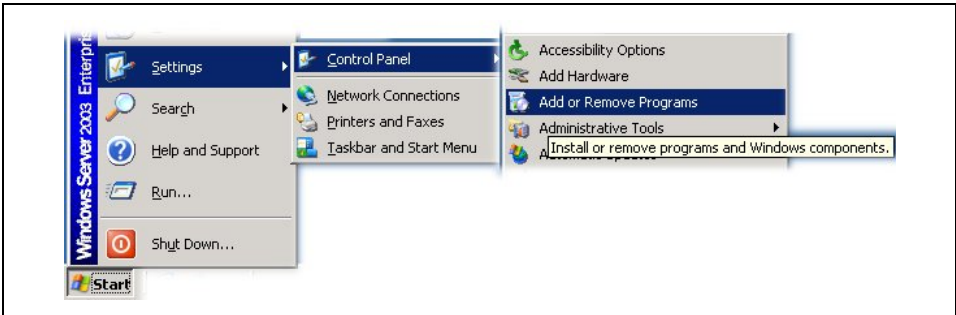 Windows Server 2003 Enterpris
Settings
Search
Help and Support
Run...
Shut Down...
Start
Control Panel
Network Connections
Printers and Faxes
Taskbar and Start Menu
Accessibility Options
Add Hardware
Add or Remove Programs
Administrative Tools
Install or remove programs and Windows components.